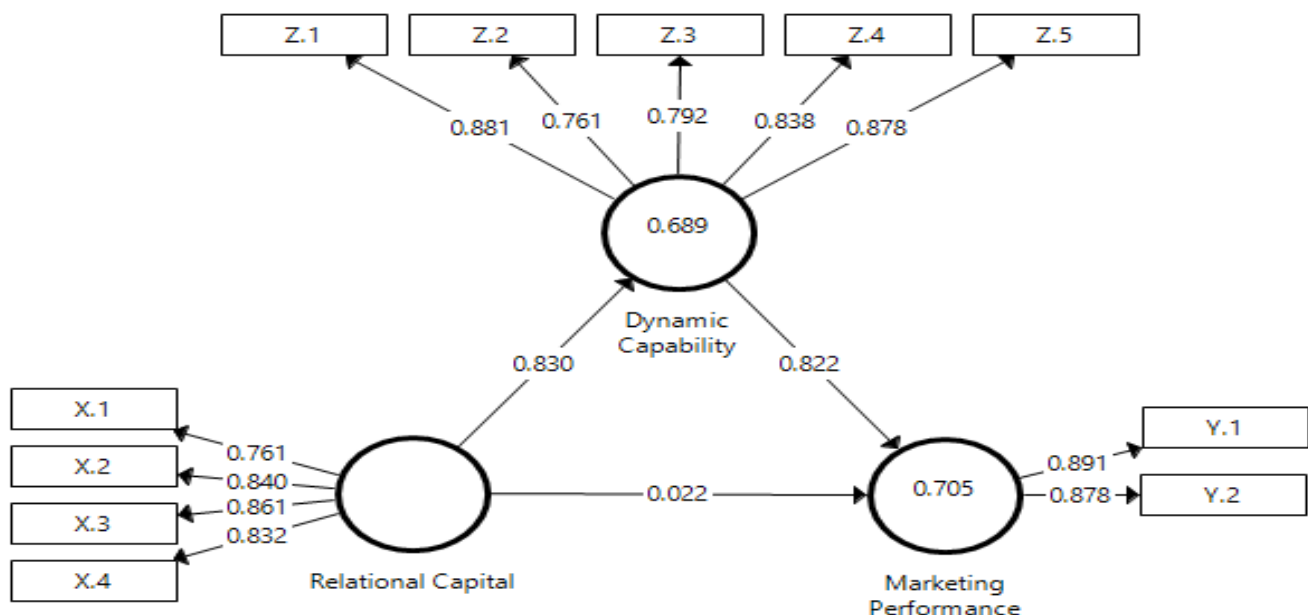 Z.1 Z.2 Z.3 Z.4 Z.5
0.881 0.761 0.792 0.838 0.878
0.689
Dynamic
Capability
0.830 0.822
X.1
0.761
X.2
0.840
X.3
0.861
X.4
0.832
Relational Capital
0.022
0.705
Marketing
Performance
Y.1
0.891
Y.2
0.878